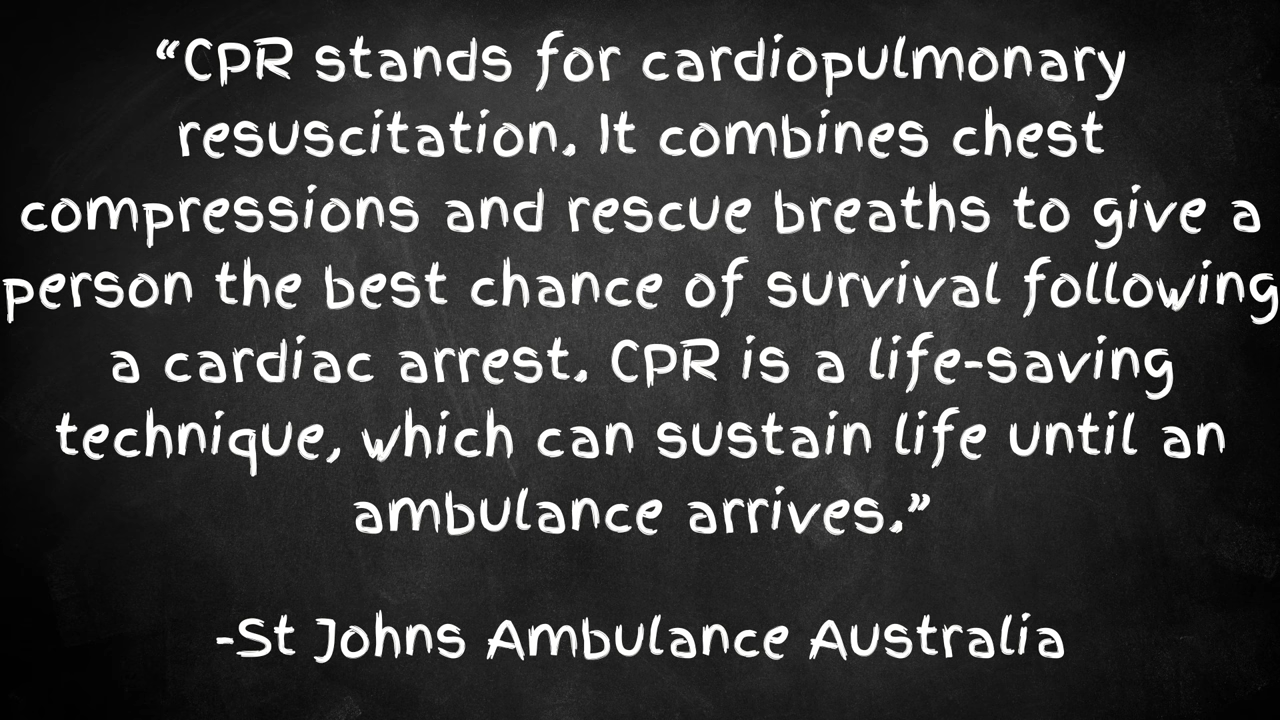 “CPR stands for cardiopulmonary
resuscitation. It combines chest
compressions and rescue breaths to give a
person the best chance of survival following
a cardiac arrest. CPR is a life-saving
technique, which can sustain life until an
ambulance arrives.”
-St Johns Ambulance Australia